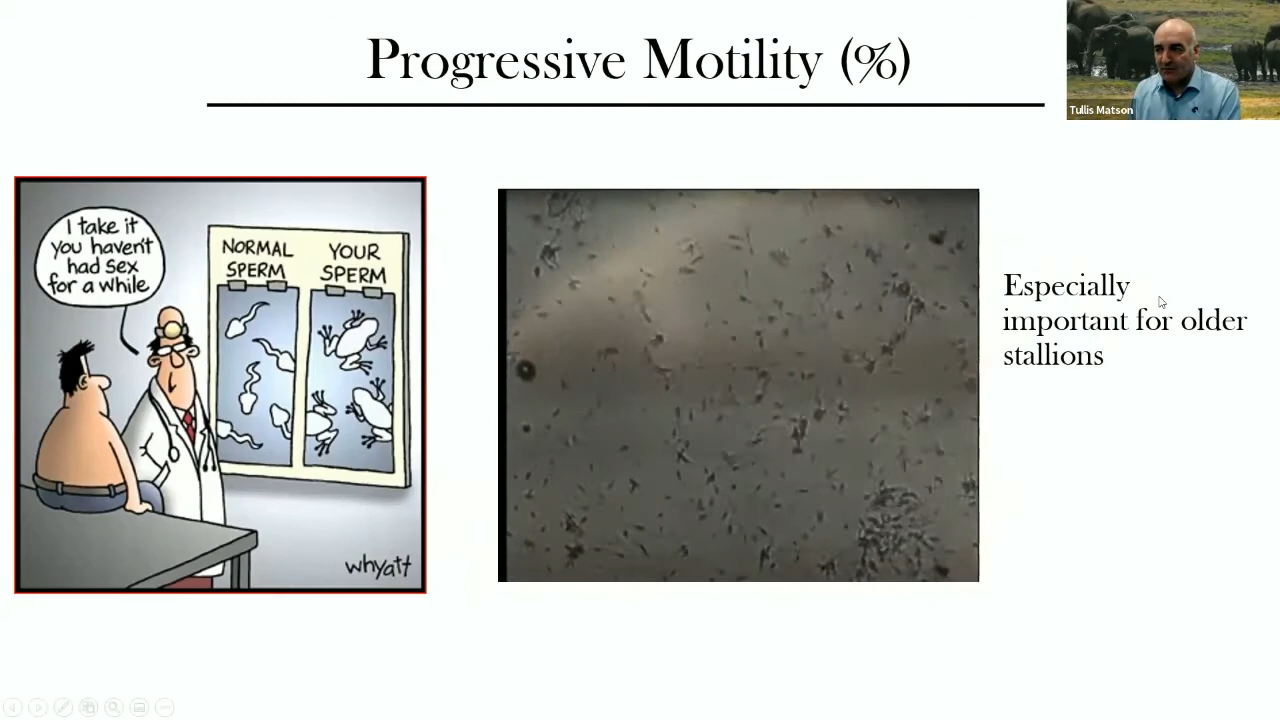 Progressive Motility (%)
Tullis Matson
I take it
you haven't
had sex
for a while
NORMAL
SPERM
YOUR
SPERM
whyatt
Especially
important for older
stallions